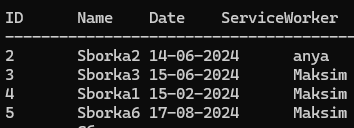 ID Name Date ServiceWorker
----------------------------------------
2 Sborka2 14-06-2024 anya
3 Sborka3 15-06-2024 Maksim
4 Sborka1 15-02-2024 Maksim
5 Sborka6 17-08-2024 Maksim